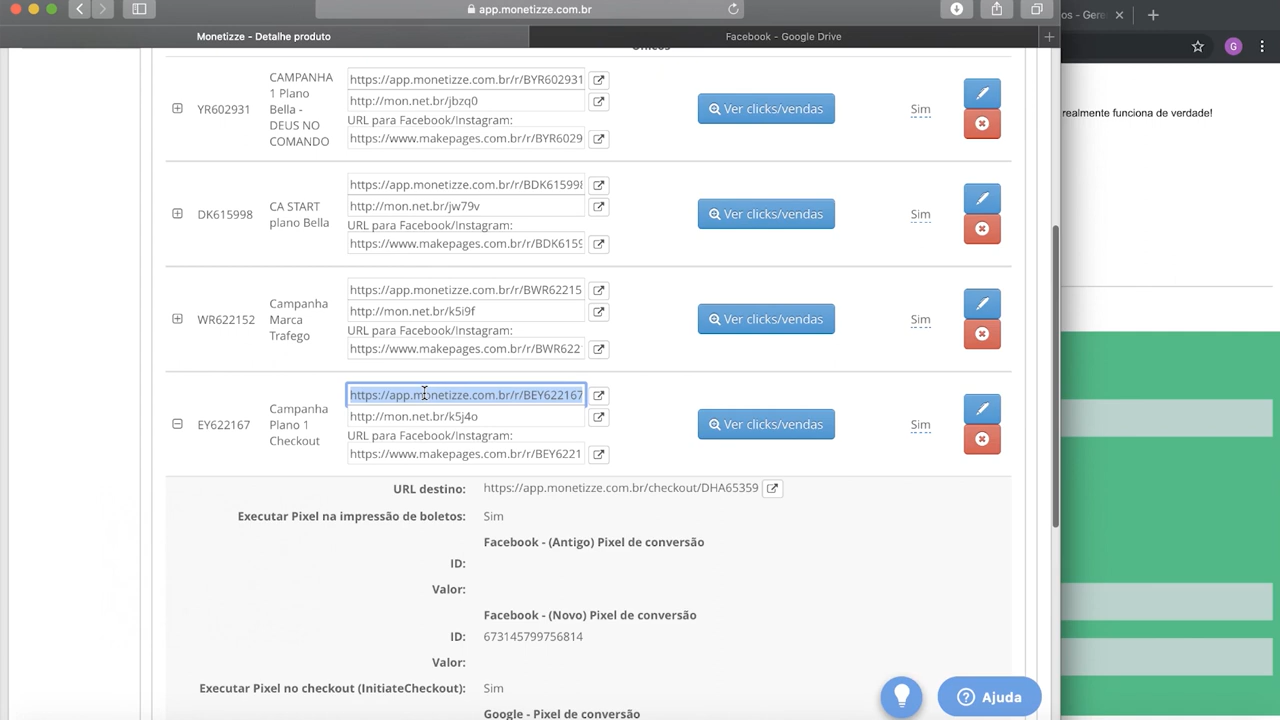 app.monetizze.com.br
os - Gere
Monetizze - Detalhe produto
Facebook - Google Drive
G
realmente funciona de verdade!
YR602931
CAMPANHA
1 Plano
Bella -
DEUS NO
COMANDO
https://app.monetizze.com.br/r/BYR602931
http://mon.net.br/jbzq0
URL para Facebook/Instagram:
https://www.makepages.com.br/r/BYR6029
Ver clicks/vendas
Sim
DK615998
CA START
plano Bella
https://app.monetizze.com.br/r/BDK615998
http://mon.net.br/jw79v
URL para Facebook/Instagram:
https://www.makepages.com.br/r/BDK6159
Ver clicks/vendas
Sim
WR622152
Campanha
Marca
Trafego
https://app.monetizze.com.br/r/BWR62215
http://mon.net.br/k5i9f
URL para Facebook/Instagram:
https://www.makepages.com.br/r/BWR622
Ver clicks/vendas
Sim
EY622167
Campanha
Plano 1
Checkout
https://app.monetizze.com.br/r/BEY622167
http://mon.net.br/k5j4o
URL para Facebook/Instagram:
https://www.makepages.com.br/r/BEY6221
Ver clicks/vendas
Sim
URL destino: https://app.monetizze.com.br/checkout/DHA65359
Executar Pixel na impressão de boletos: Sim
Facebook - (Antigo) Pixel de conversão
ID:
Valor:
Facebook - (Novo) Pixel de conversão
ID: 673145799756814
Valor:
Executar Pixel no checkout (InitiateCheckout): Sim
Google - Pixel de conversão
Ajuda